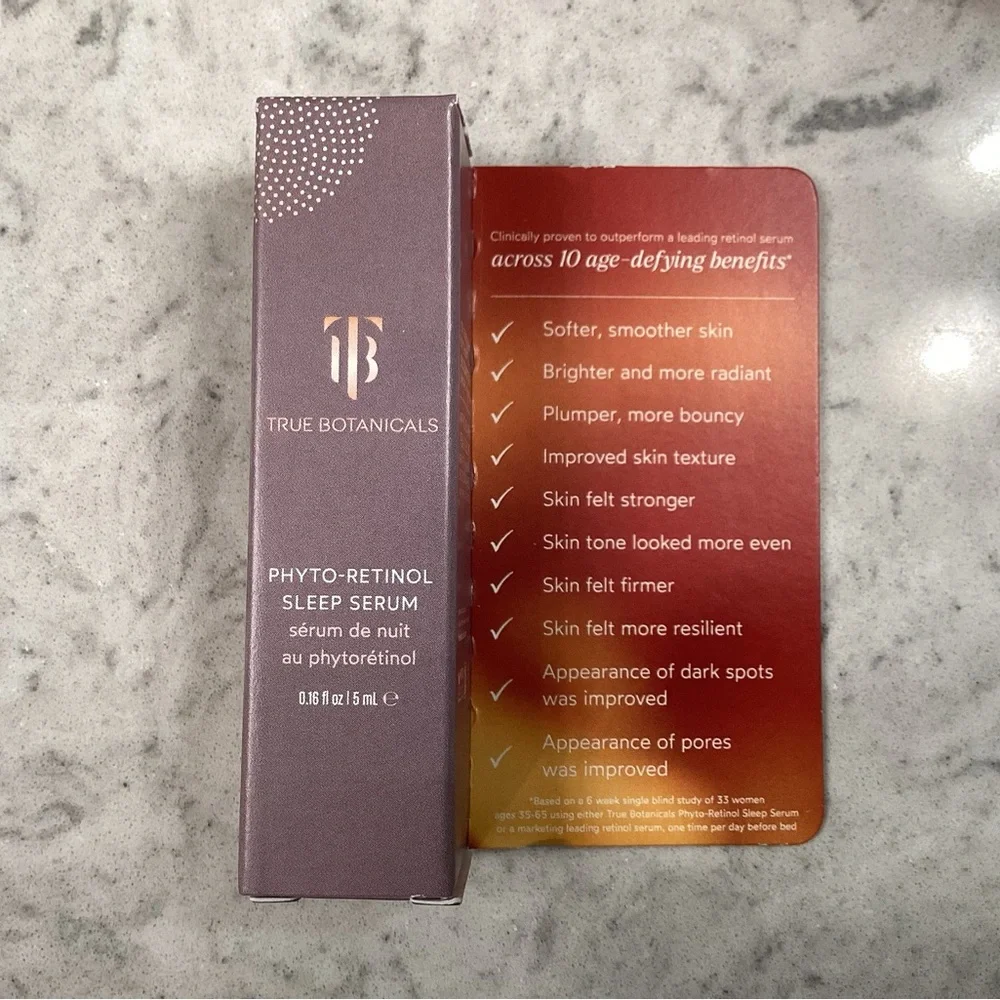 TB
TRUE BOTANICALS
PHYTO-RETINOL
SLEEP SERUM
sérum de nuit
au phytorétinol
0.16 fl oz | 5 mL ℮
Clinically proven to outperform a leading retinol serum
across 10 age-defying benefits*
Softer, smoother skin
Brighter and more radiant
Plumper, more bouncy
Improved skin texture
Skin felt stronger
Skin tone looked more even
Skin felt firmer
Skin felt more resilient
Appearance of dark spots
was improved
Appearance of pores
was improved
*Based on a 6 week single blind study of 33 women
ages 35-65 using either True Botanicals Phyto-Retinol Sleep Serum
or a marketing-leading retinol serum, one time per day before bed